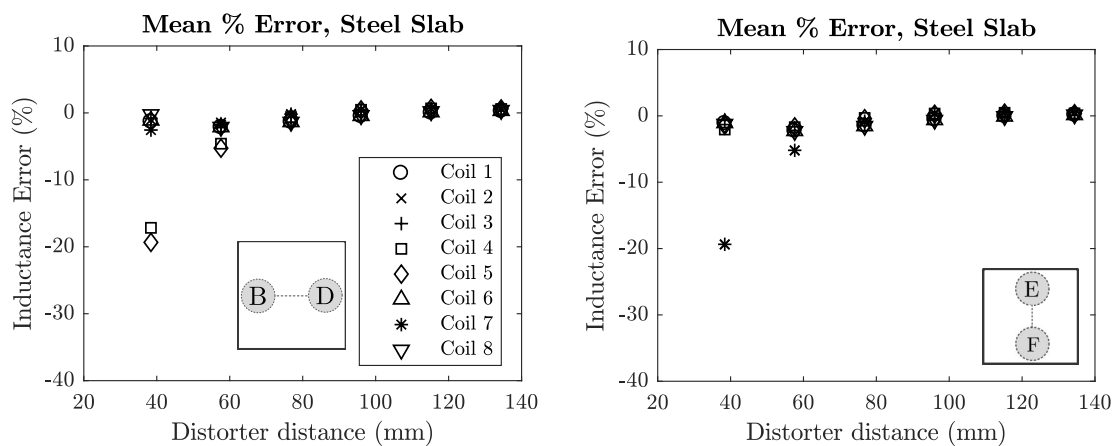 Mean % Error, Steel Slab
10
0
-10
-20
-30
-40
Inductance Error (%)
20 40 60 80 100 120 140
Distorter distance (mm)
Coil 1
Coil 2
Coil 3
Coil 4
Coil 5
Coil 6
Coil 7
Coil 8
B D
Mean % Error, Steel Slab
10
0
-10
-20
-30
-40
Inductance Error (%)
20 40 60 80 100 120 140
Distorter distance (mm)
E
F